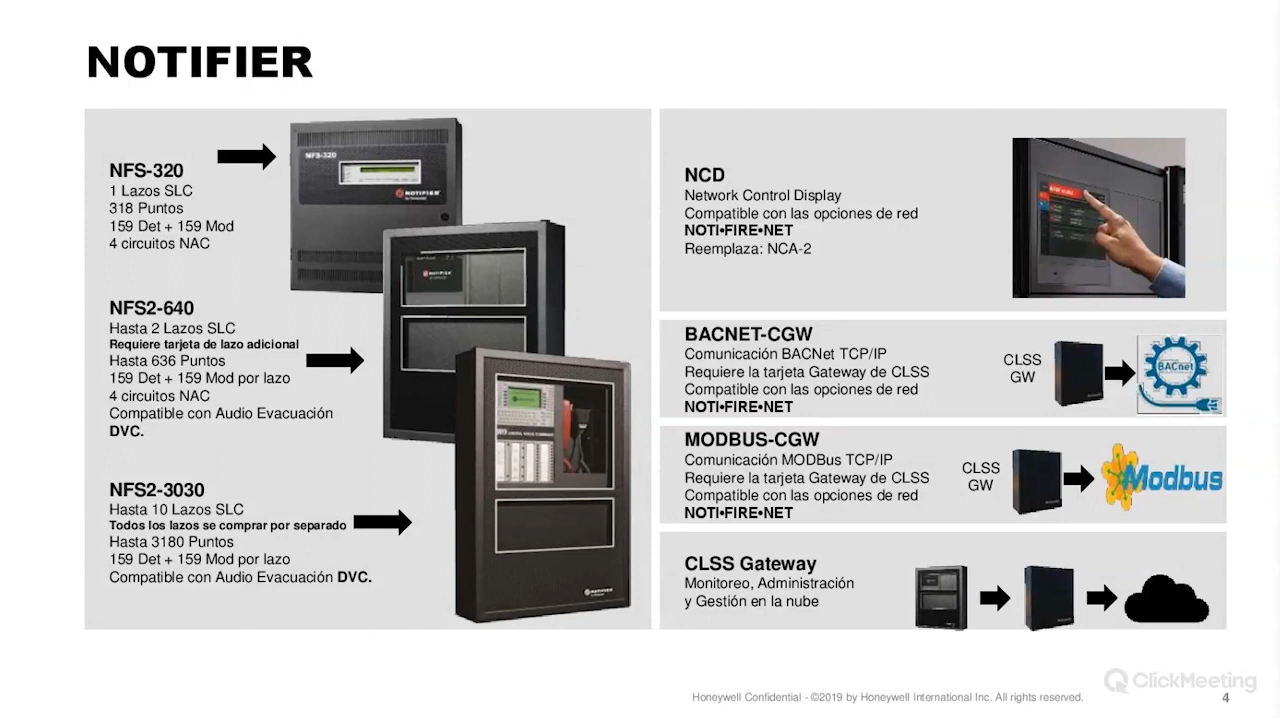 NOTIFIER
NFS-320
1 Lazos SLC
318 Puntos
159 Det + 159 Mod
4 circuitos NAC
NFS-320
NOTIFIER
by Honeywell
NFS2-640
Hasta 2 Lazos SLC
Requiere tarjeta de lazo adicional
Hasta 636 Puntos
159 Det + 159 Mod por lazo
4 circuitos NAC
Compatible con Audio Evacuación
DVC.
NOTIFIER
NFS2-3030
Hasta 10 Lazos SLC
Todos los lazos se comprar por separado
Hasta 3180 Puntos
159 Det + 159 Mod por lazo
Compatible con Audio Evacuación DVC.
NOTIFIER
NCD
Network Control Display
Compatible con las opciones de red
NOTI•FIRE•NET
Reemplaza: NCA-2
BACNET-CGW
Comunicación BACNet TCP/IP
Requiere la tarjeta Gateway de CLSS
Compatible con las opciones de red
NOTI•FIRE•NET
CLSS
GW
BACnet
MODBUS-CGW
Comunicación MODBus TCP/IP
Requiere la tarjeta Gateway de CLSS
Compatible con las opciones de red
NOTI•FIRE•NET
CLSS
GW
Modbus
CLSS Gateway
Monitoreo, Administración
y Gestión en la nube
ClickMeeting
Honeywell Confidential - ©2019 by Honeywell International Inc. All rights reserved.
4